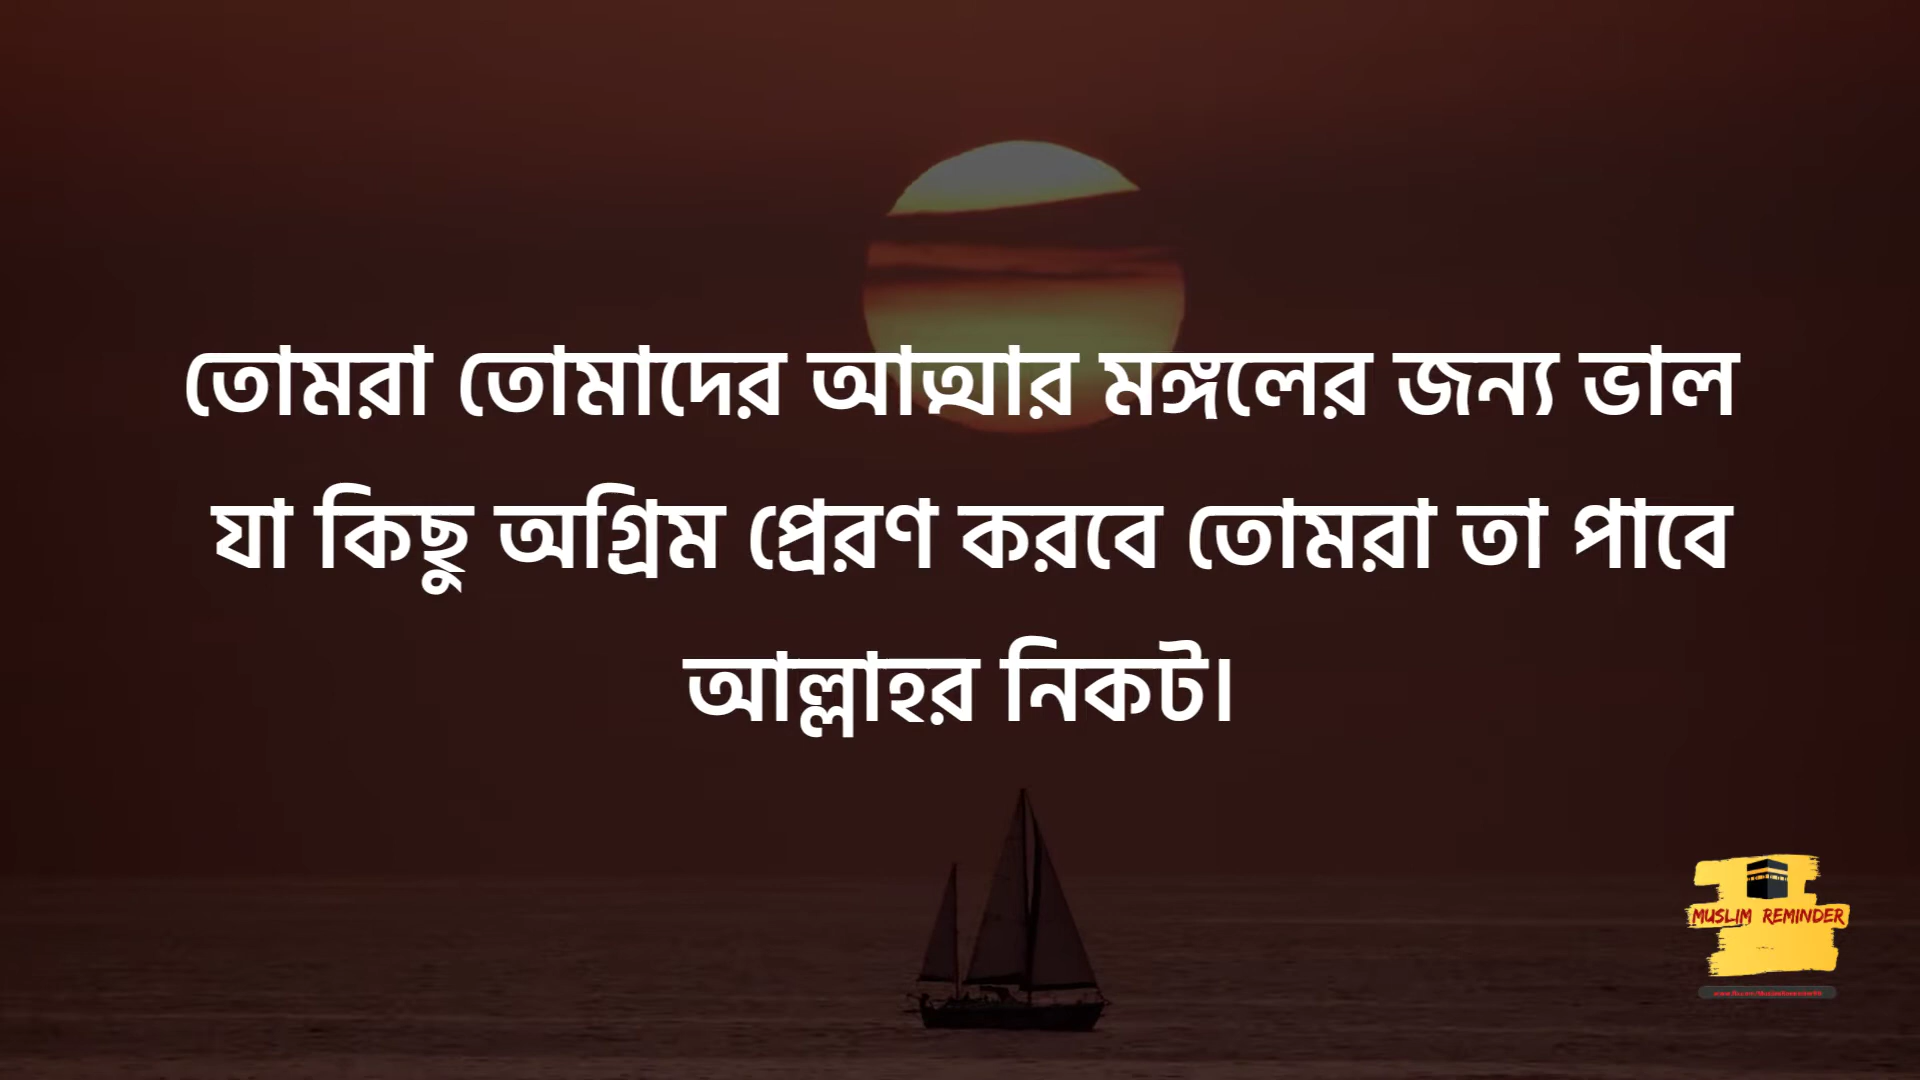 তোমরা তোমাদের আত্মার মঙ্গলের জন্য ভাল
যা কিছু অগ্রিম প্রেরণ করবে তোমরা তা পাবে
আল্লাহর নিকট।
MUSLIM REMINDER